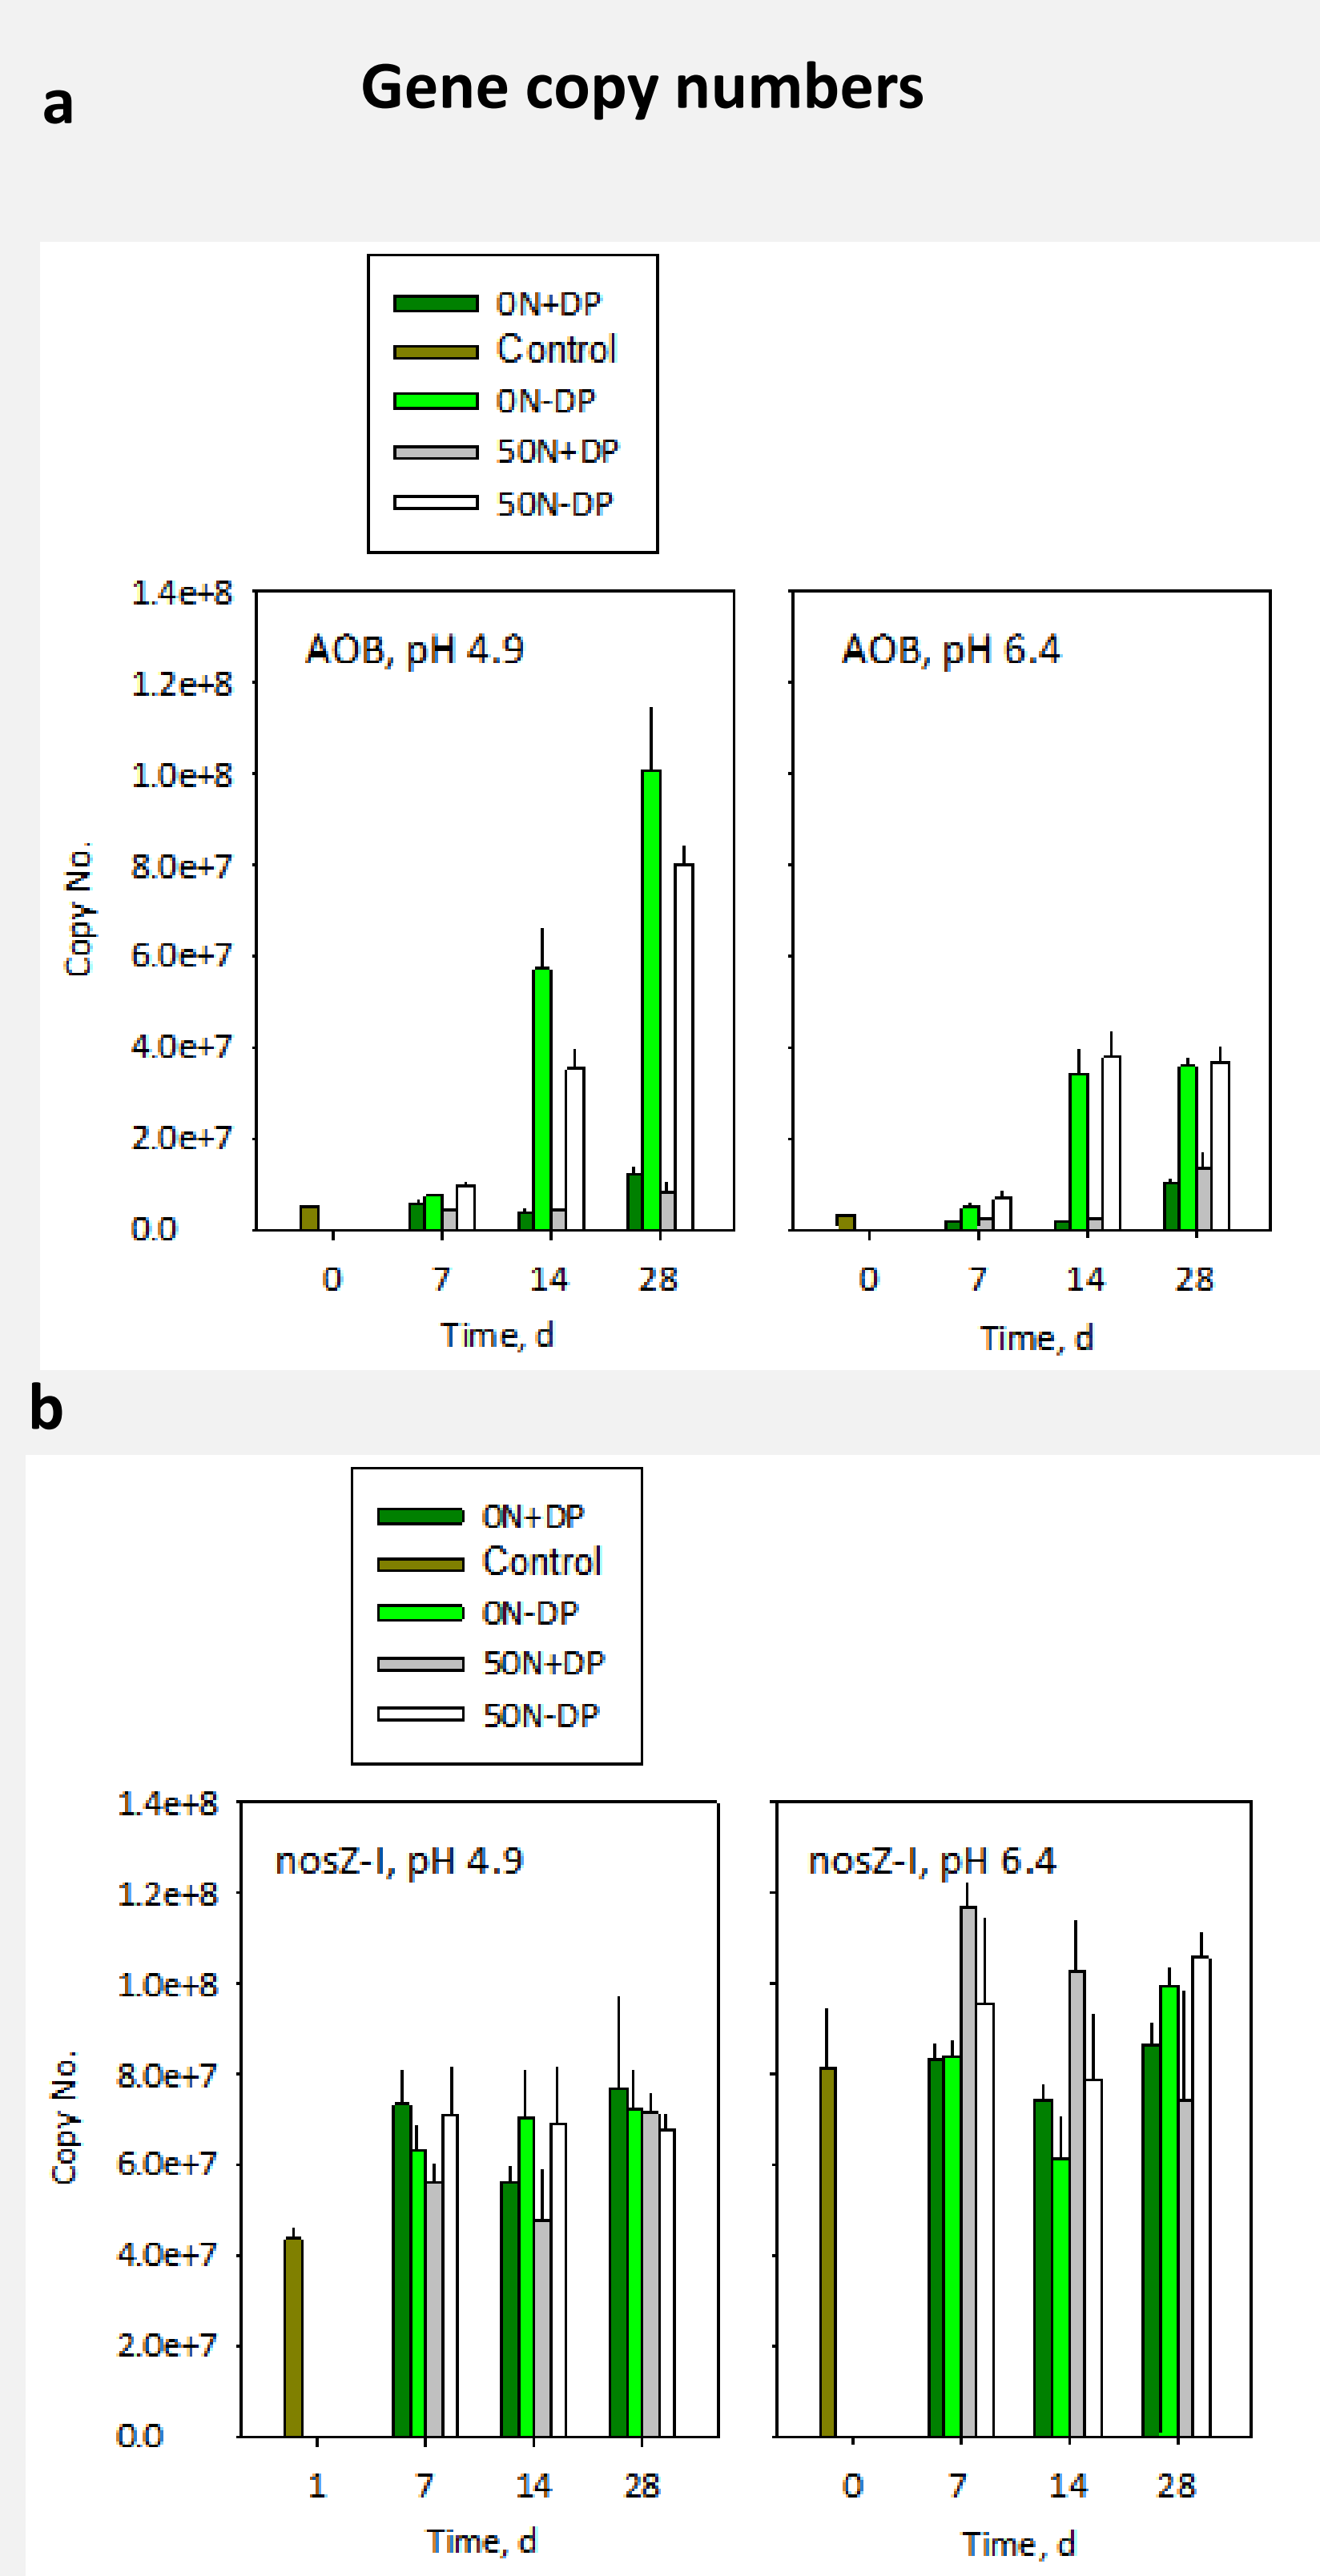 Gene copy numbers
a
0N+DP
Control
0N-DP
50N+DP
50N-DP
1.4e+8
1.2e+8
1.0e+8
8.0e+7
6.0e+7
4.0e+7
2.0e+7
0.0
Copy No.
AOB, pH 4.9
AOB, pH 6.4
0 7 14 28
0 7 14 28
Time, d
Time, d
b
0N+DP
Control
0N-DP
50N+DP
50N-DP
1.4e+8
1.2e+8
1.0e+8
8.0e+7
6.0e+7
4.0e+7
2.0e+7
0.0
Copy No.
nosZ-I, pH 4.9
nosZ-I, pH 6.4
1 7 14 28
0 7 14 28
Time, d
Time, d